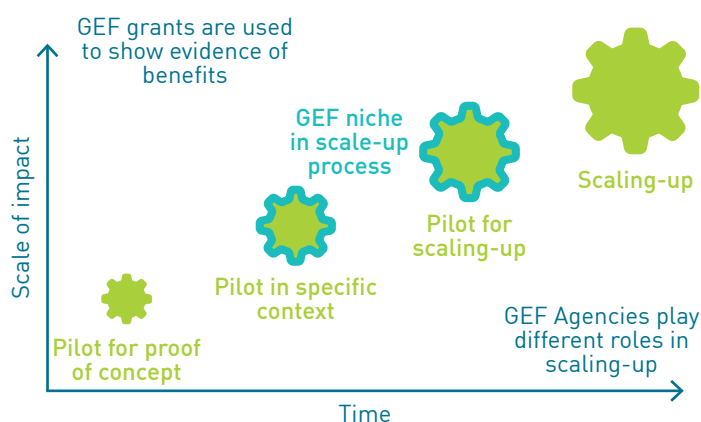 GEF grants are used
to show evidence of
benefits
Scale of impact
GEF niche
in scale-up
process
Scaling-up
Pilot for
scaling-up
Pilot in specific
context
Pilot for proof
of concept
GEF Agencies play
different roles in
scaling-up
Time